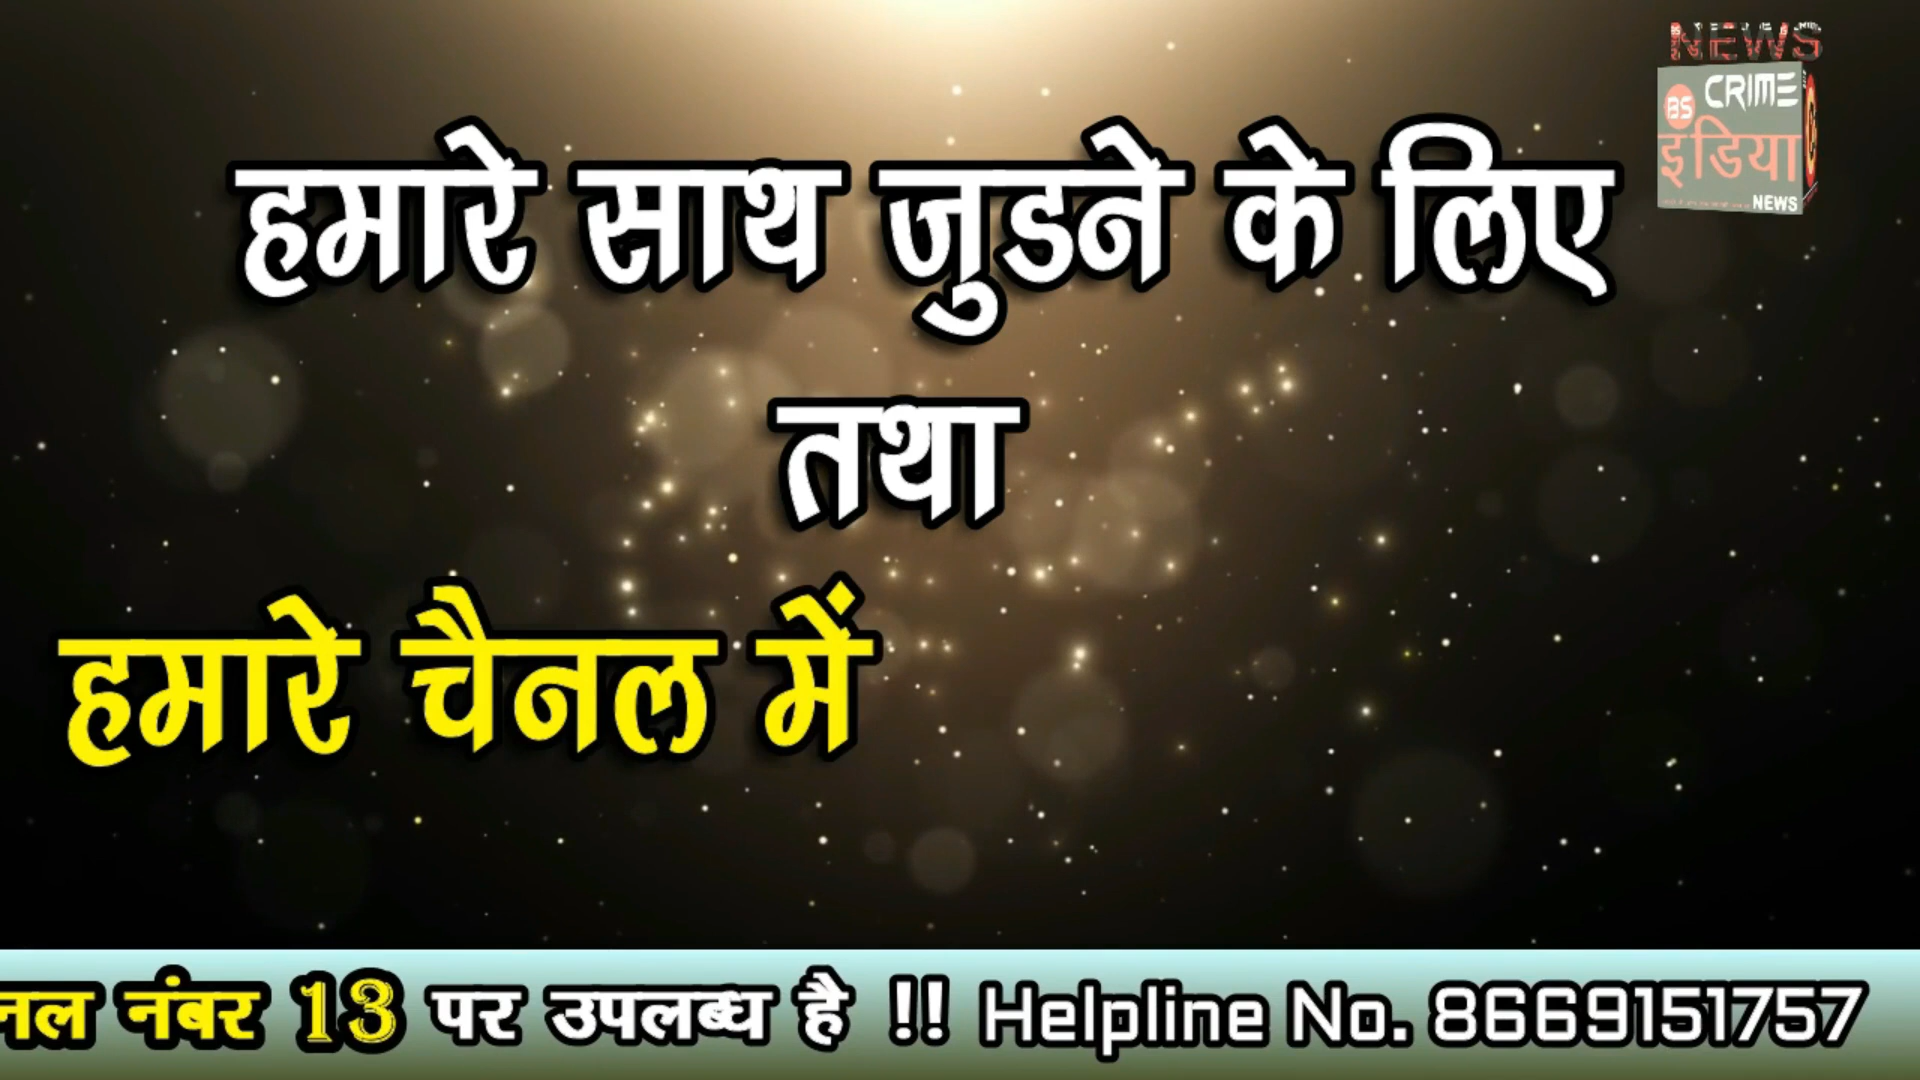 NEWS
CRIME
BS
इंडिया
NEWS
हमारे साथ जुडने के लिए
तथा
हमारे चैनल में
नल नंबर 13 पर उपलब्ध है !! Helpline No. 8669151757